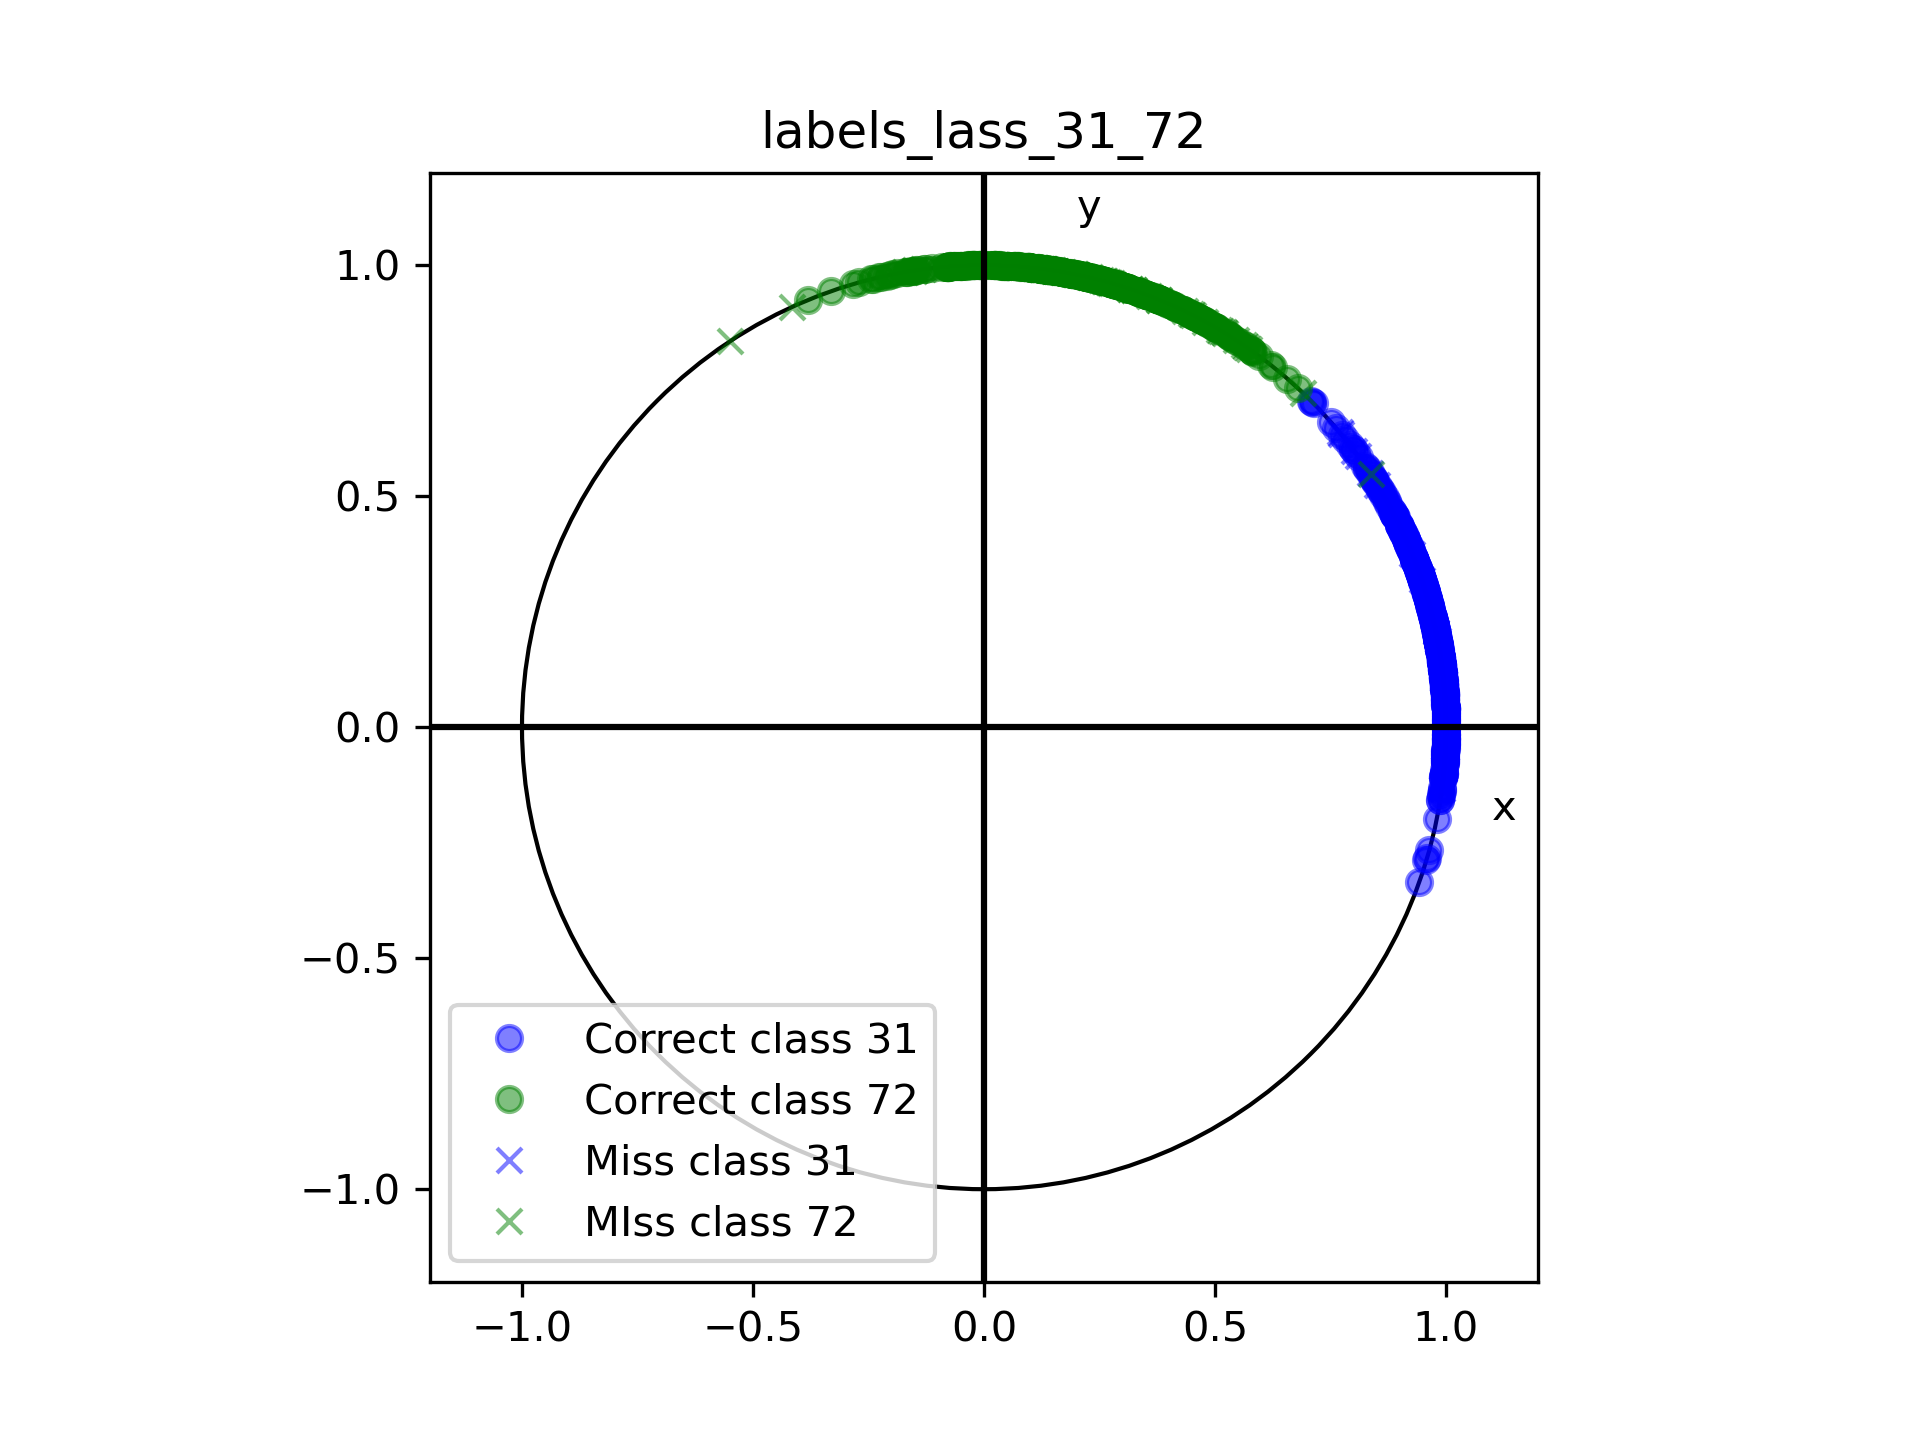 labels_lass_31_72
y
1.0
0.5
0.0
−0.5
−1.0
x
Correct class 31
Correct class 72
Miss class 31
MIss class 72
−1.0 −0.5 0.0 0.5 1.0